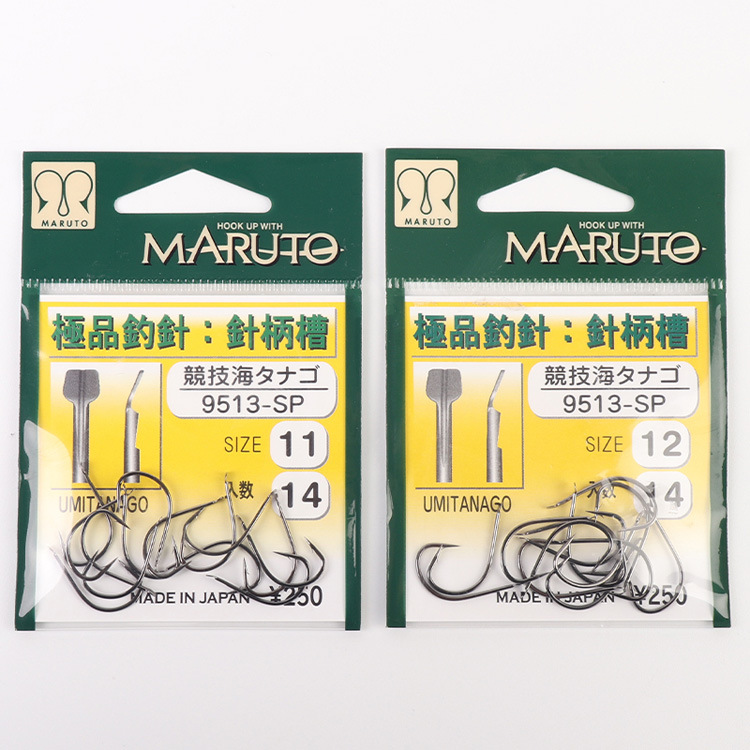 MARUTO
HOOK UP WITH
MARUTO
極品釣針：針柄槽
競技海タナゴ
9513-SP
SIZE 11
入数 14
UMITANAGO
MADE IN JAPAN ¥250
MARUTO
HOOK UP WITH
MARUTO
極品釣針：針柄槽
競技海タナゴ
9513-SP
SIZE 12
入数 14
UMITANAGO
MADE IN JAPAN ¥250